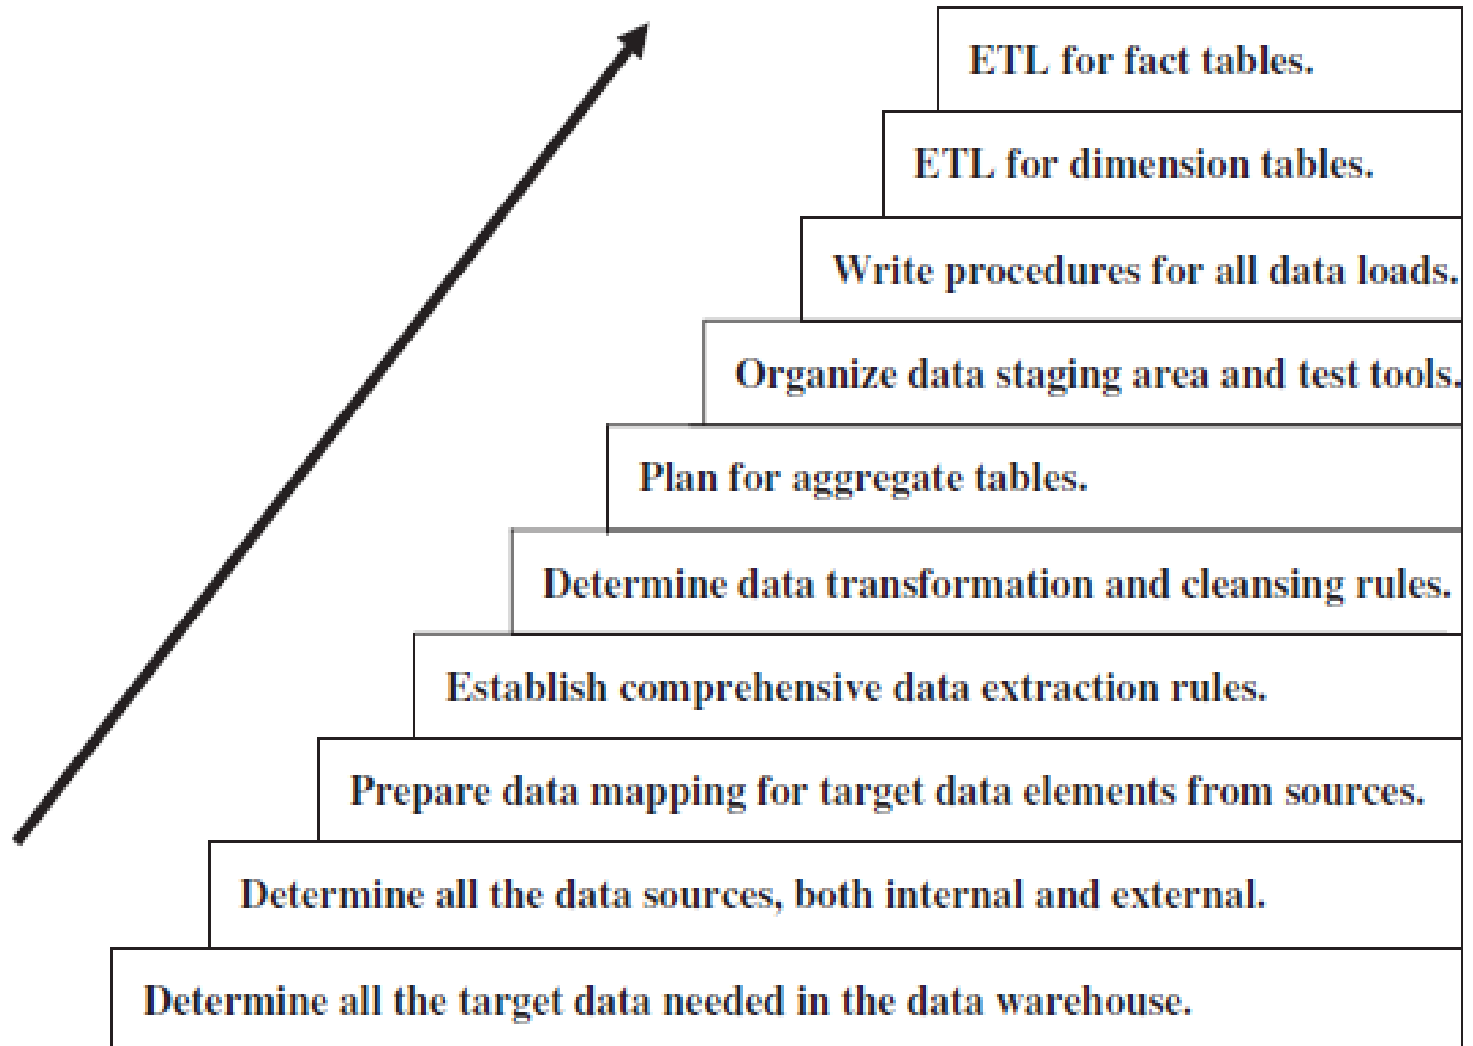 ETL for fact tables.
ETL for dimension tables.
Write procedures for all data loads.
Organize data staging area and test tools.
Plan for aggregate tables.
Determine data transformation and cleansing rules.
Establish comprehensive data extraction rules.
Prepare data mapping for target data elements from sources.
Determine all the data sources, both internal and external.
Determine all the target data needed in the data warehouse.